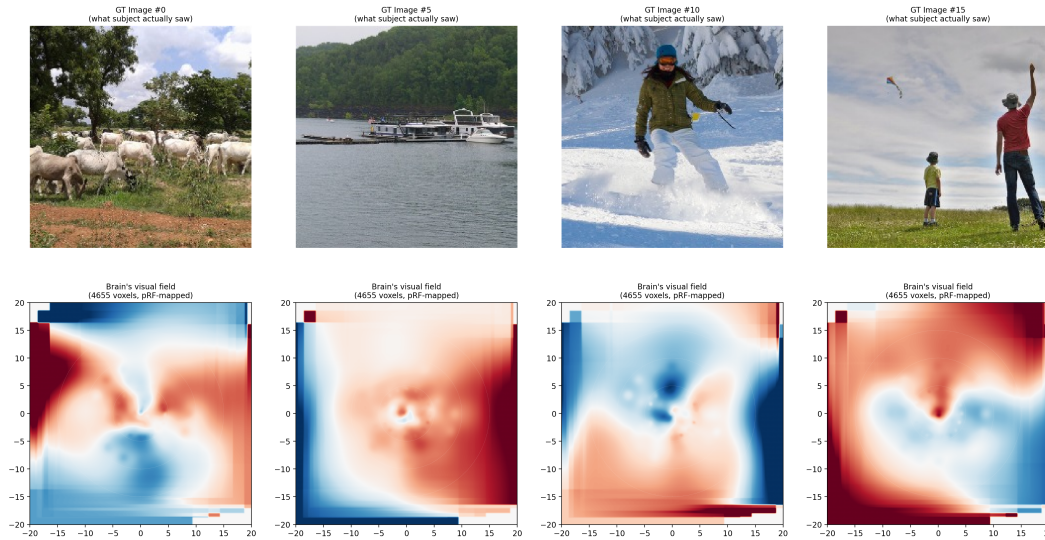 GT Image #0
(what subject actually saw)
GT Image #5
(what subject actually saw)
GT Image #10
(what subject actually saw)
GT Image #15
(what subject actually saw)
Brain's visual field
(4655 voxels, pRF-mapped)
20
15
10
5
0
−5
−10
−15
−20
−20 −15 −10 −5 0 5 10 15 20
Brain's visual field
(4655 voxels, pRF-mapped)
20
15
10
5
0
−5
−10
−15
−20
−20 −15 −10 −5 0 5 10 15 20
Brain's visual field
(4655 voxels, pRF-mapped)
20
15
10
5
0
−5
−10
−15
−20
−20 −15 −10 −5 0 5 10 15 20
Brain's visual field
(4655 voxels, pRF-mapped)
20
15
10
5
0
−5
−10
−15
−20
−20 −15 −10 −5 0 5 10 15